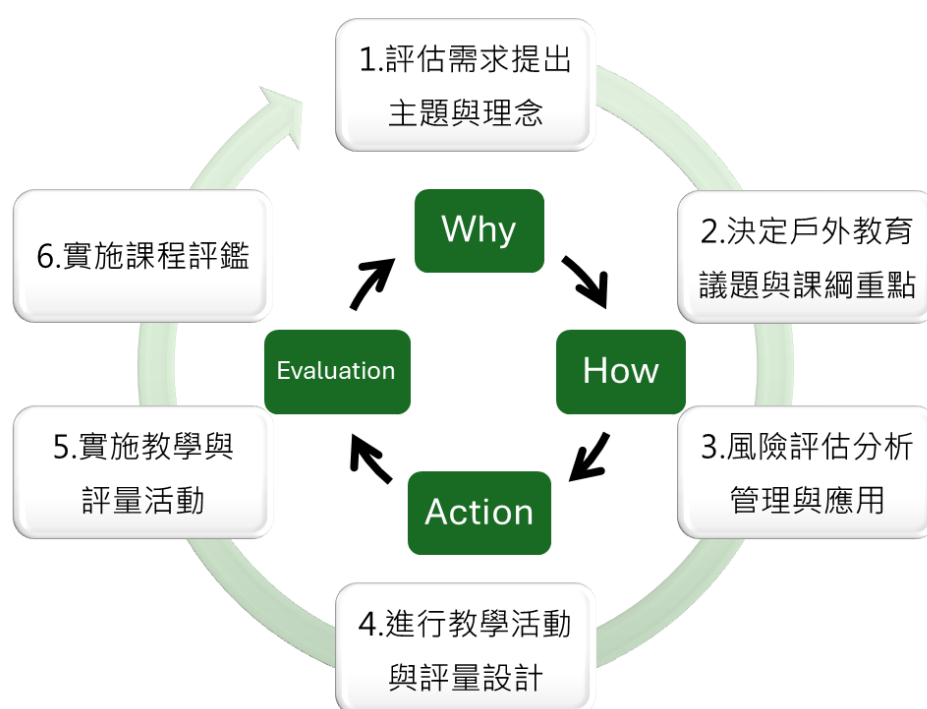 1.評估需求提出
主題與理念
2.決定戶外教育
議題與課綱重點
3.風險評估分析
管理與應用
4.進行教學活動
與評量設計
5.實施教學與
評量活動
6.實施課程評鑑
Why
How
Action
Evaluation